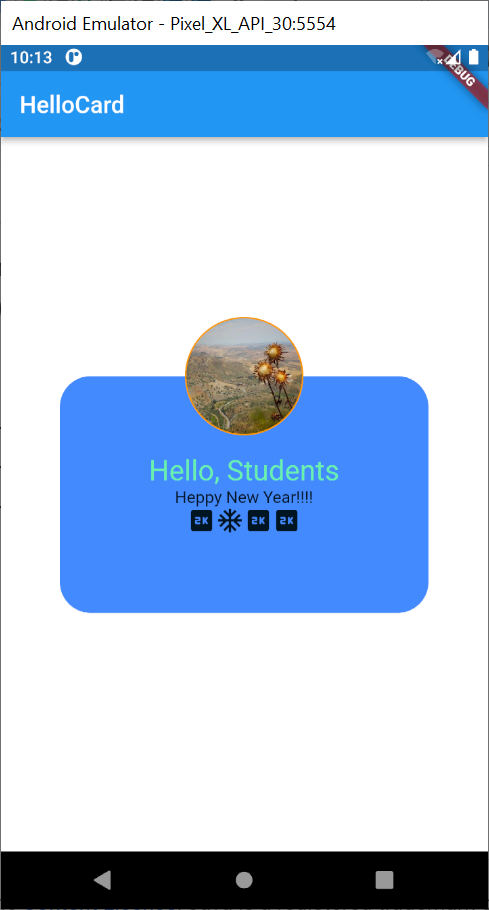 Android Emulator - Pixel_XL_API_30:5554
10:13
DEBUG
HelloCard
Hello, Students
Heppy New Year!!!!
2K 2K 2K